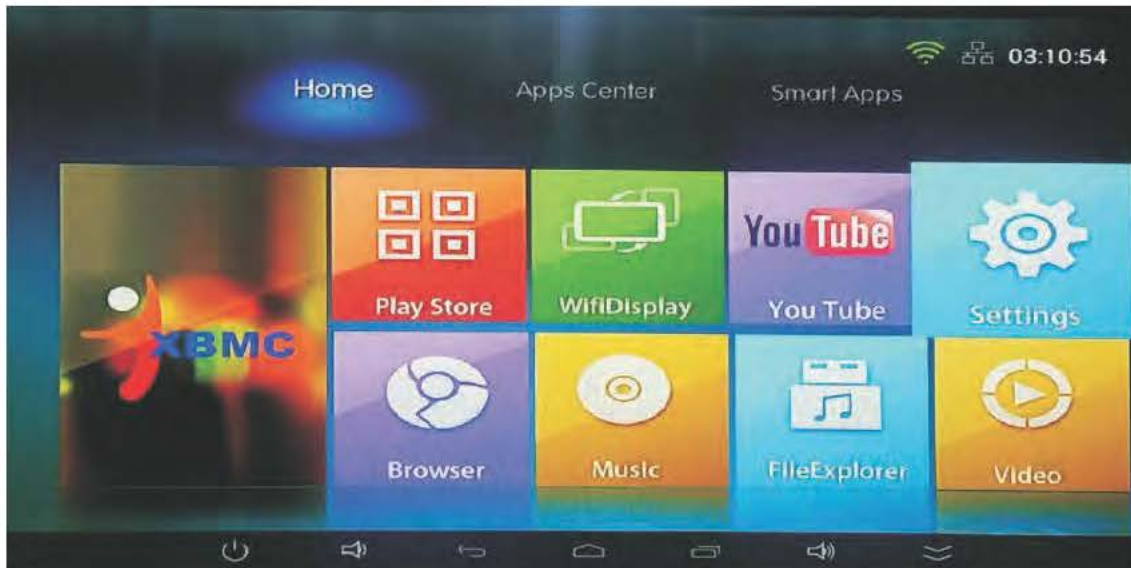 03:10:54
Home Apps Center Smart Apps
XBMC
Play Store
WifiDisplay
You Tube
You Tube
Settings
Browser
Music
FileExplorer
Video